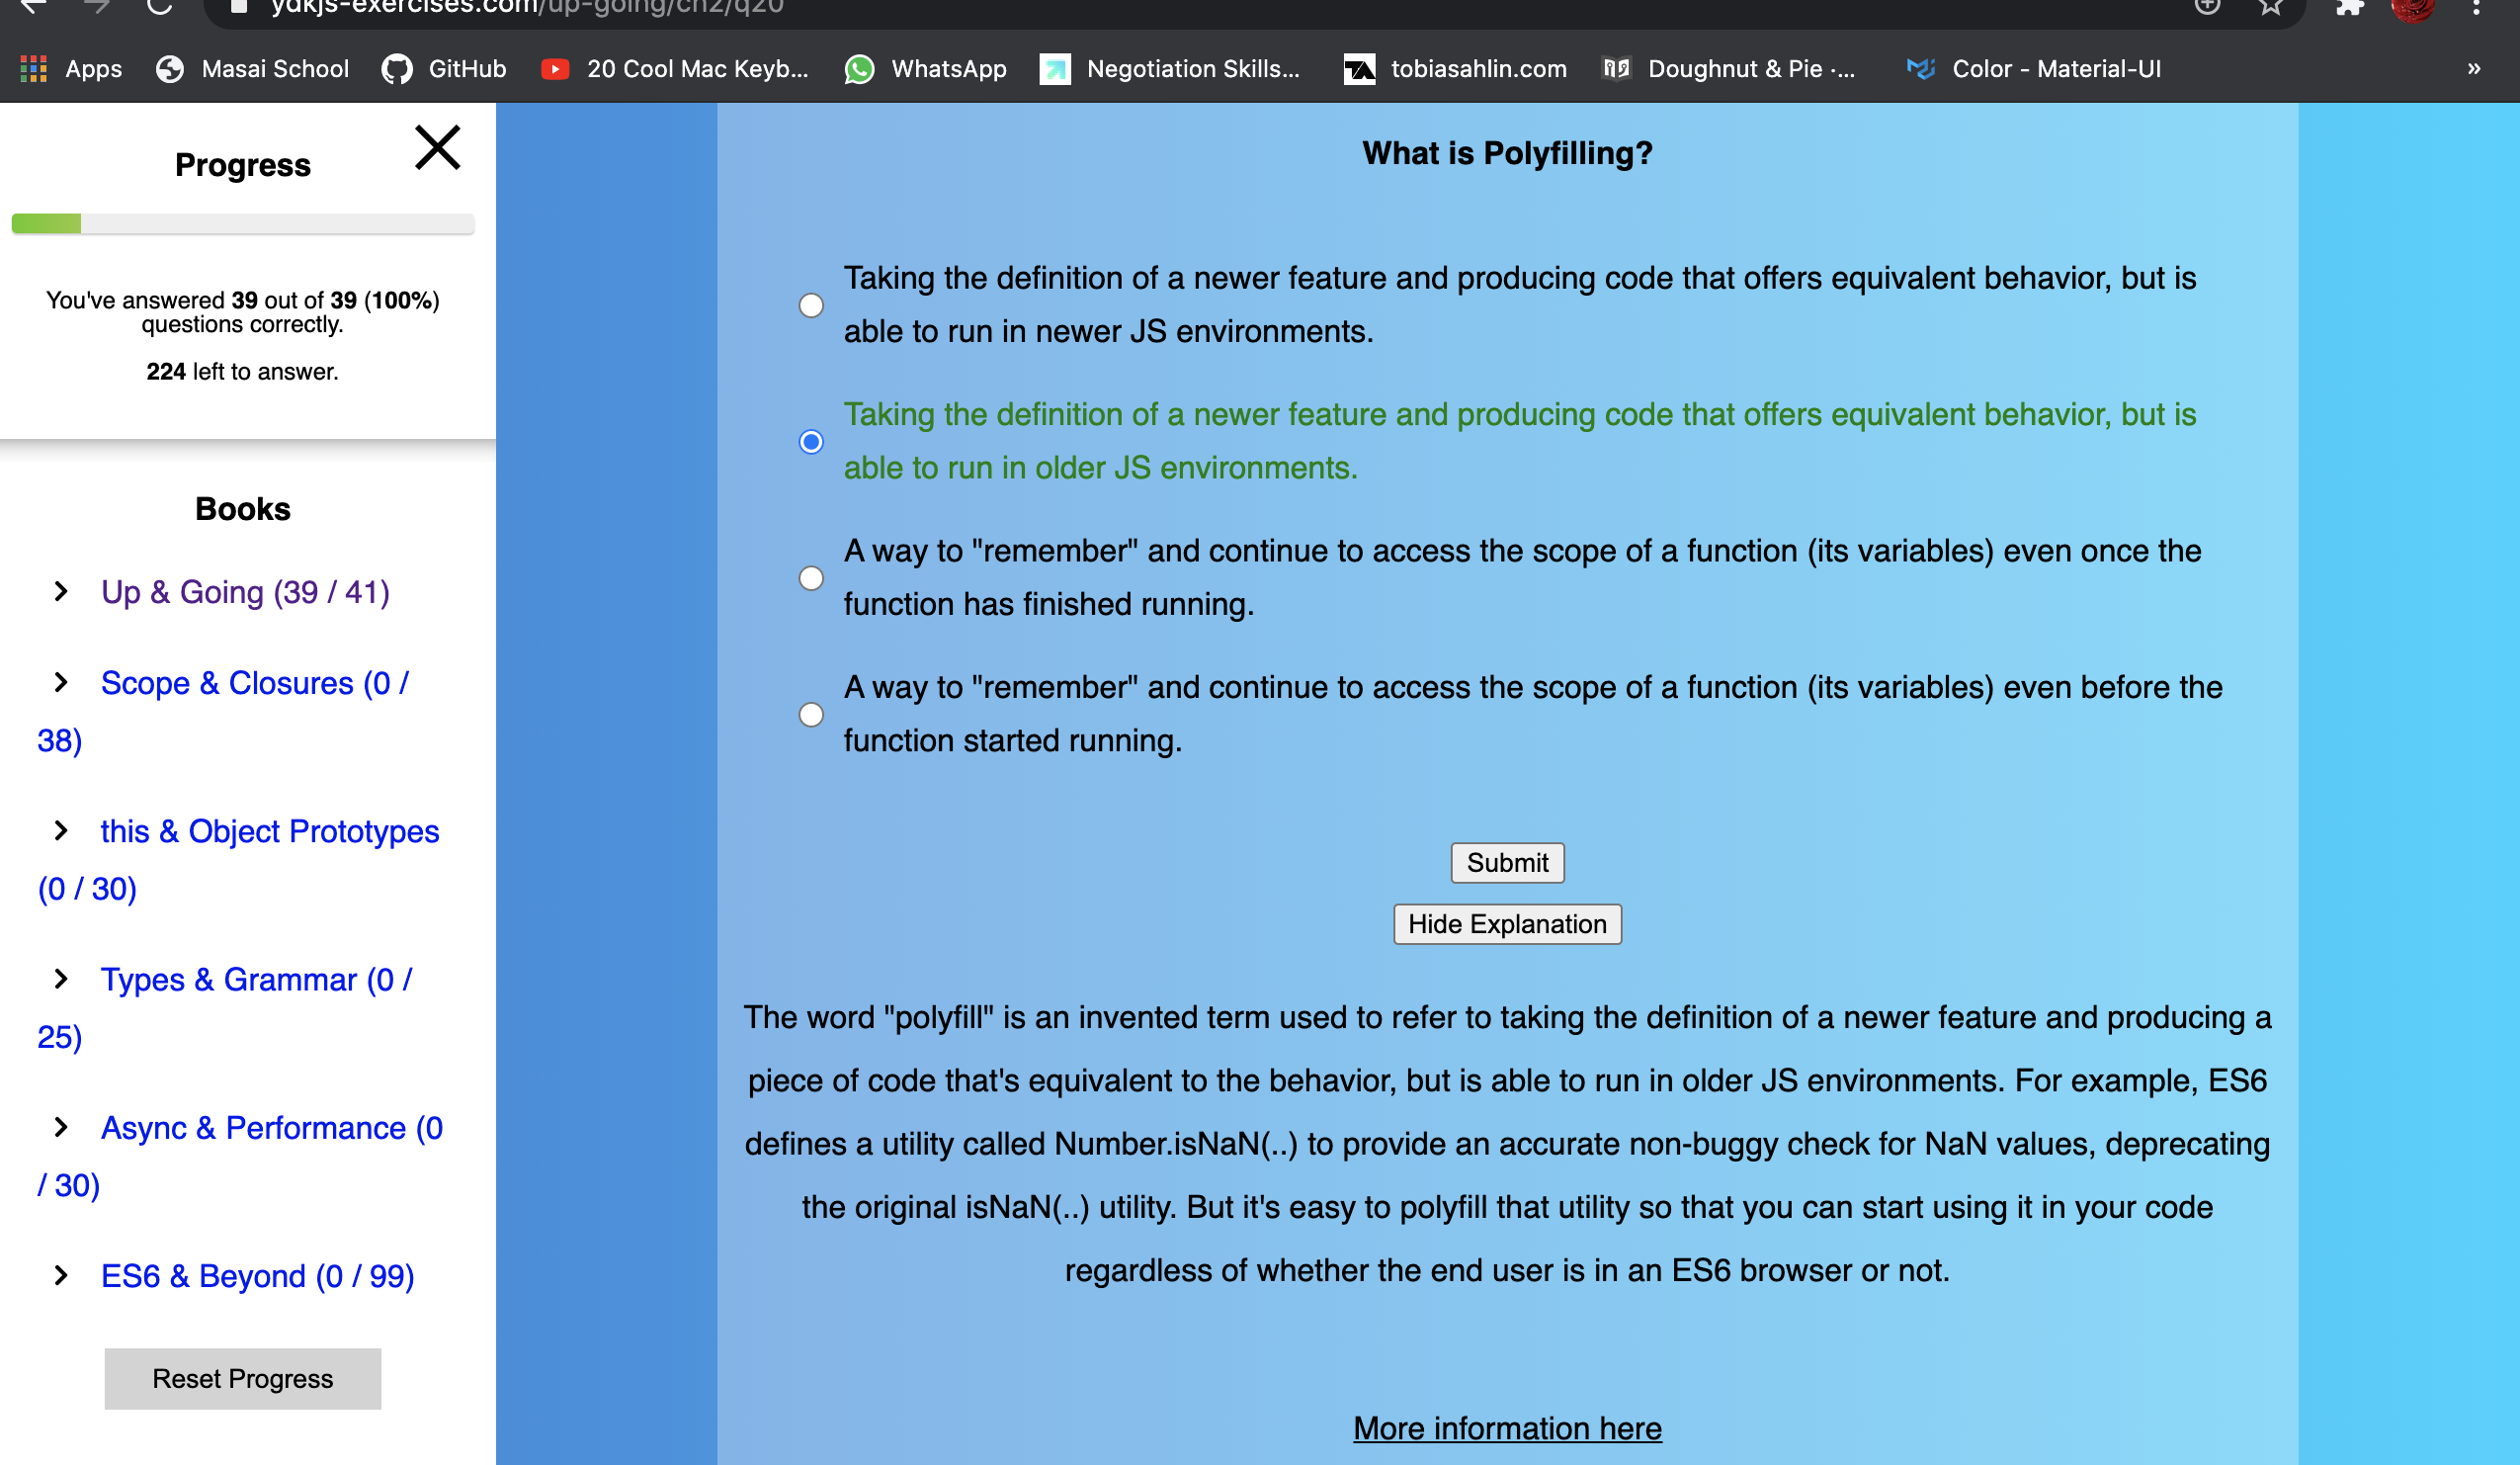 ydkjs-exercises.com/up-going/ch2/q20
Apps Masai School GitHub 20 Cool Mac Keyb... WhatsApp Negotiation Skills... tobiasahlin.com Doughnut & Pie ·... Color - Material-UI »
Progress
You've answered 39 out of 39 (100%)
questions correctly.
224 left to answer.
Books
Up & Going (39 / 41)
Scope & Closures (0 /
38)
this & Object Prototypes
(0 / 30)
Types & Grammar (0 /
25)
Async & Performance (0
/ 30)
ES6 & Beyond (0 / 99)
Reset Progress
What is Polyfilling?
Taking the definition of a newer feature and producing code that offers equivalent behavior, but is
able to run in newer JS environments.
Taking the definition of a newer feature and producing code that offers equivalent behavior, but is
able to run in older JS environments.
A way to "remember" and continue to access the scope of a function (its variables) even once the
function has finished running.
A way to "remember" and continue to access the scope of a function (its variables) even before the
function started running.
Submit
Hide Explanation
The word "polyfill" is an invented term used to refer to taking the definition of a newer feature and producing a
piece of code that's equivalent to the behavior, but is able to run in older JS environments. For example, ES6
defines a utility called Number.isNaN(..) to provide an accurate non-buggy check for NaN values, deprecating
the original isNaN(..) utility. But it's easy to polyfill that utility so that you can start using it in your code
regardless of whether the end user is in an ES6 browser or not.
More information here